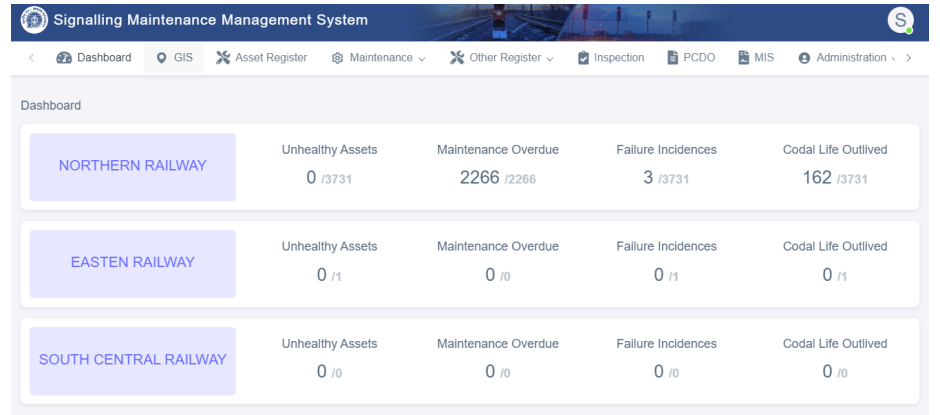 Signalling Maintenance Management System
S
Dashboard GIS Asset Register Maintenance Other Register Inspection PCDO MIS Administration
Dashboard
NORTHERN RAILWAY
Unhealthy Assets Maintenance Overdue Failure Incidences Codal Life Outlived
0 /3731 2266 /2266 3 /3731 162 /3731
EASTEN RAILWAY
Unhealthy Assets Maintenance Overdue Failure Incidences Codal Life Outlived
0 /1 0 /0 0 /1 0 /1
SOUTH CENTRAL RAILWAY
Unhealthy Assets Maintenance Overdue Failure Incidences Codal Life Outlived
0 /0 0 /0 0 /0 0 /0